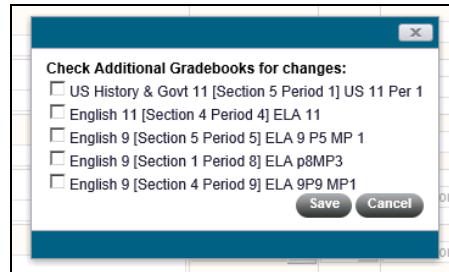 x
Check Additional Gradebooks for changes:
US History & Govt 11 [Section 5 Period 1] US 11 Per 1
English 11 [Section 4 Period 4] ELA 11
English 9 [Section 5 Period 5] ELA 9 P5 MP 1
English 9 [Section 1 Period 8] ELA p8MP3
English 9 [Section 4 Period 9] ELA 9P9 MP1
Save Cancel